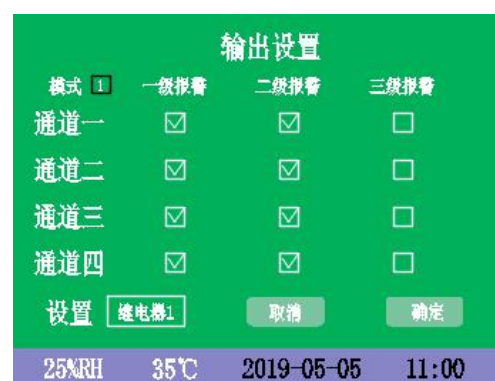 输出设置
模式 1 一级报警 二级报警 三级报警
通道一
通道二
通道三
通道四
设置 继电器1 取消 确定
25%RH 35℃ 2019-05-05 11:00